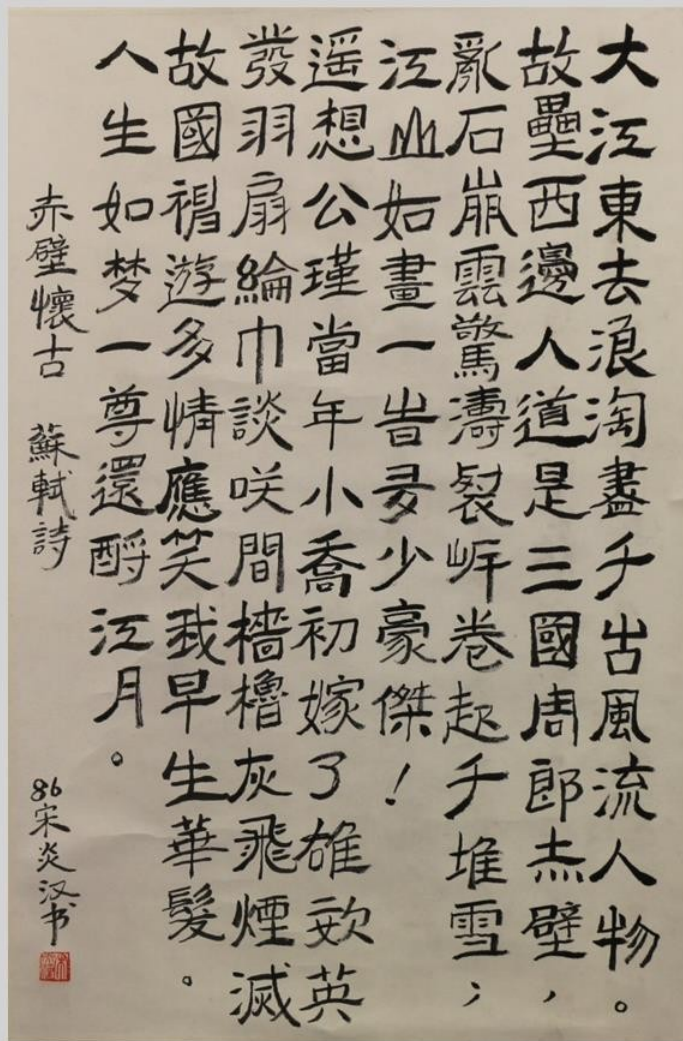 大江東去浪淘盡千古風流人物。
故壘西邊人道是三國周郎赤壁,
亂石崩雲驚濤裂岸卷起千堆雪;
江山如畫一峕多少豪傑!
遥想公瑾當年小喬初嫁了雄姿英
發羽扇綸巾談咲間檣櫓灰飛煙滅
故國神遊多情應笑我早生華髮。
人生如梦一尊還酹江月。
赤壁懷古 蘇軾詩
86宋炎汉书